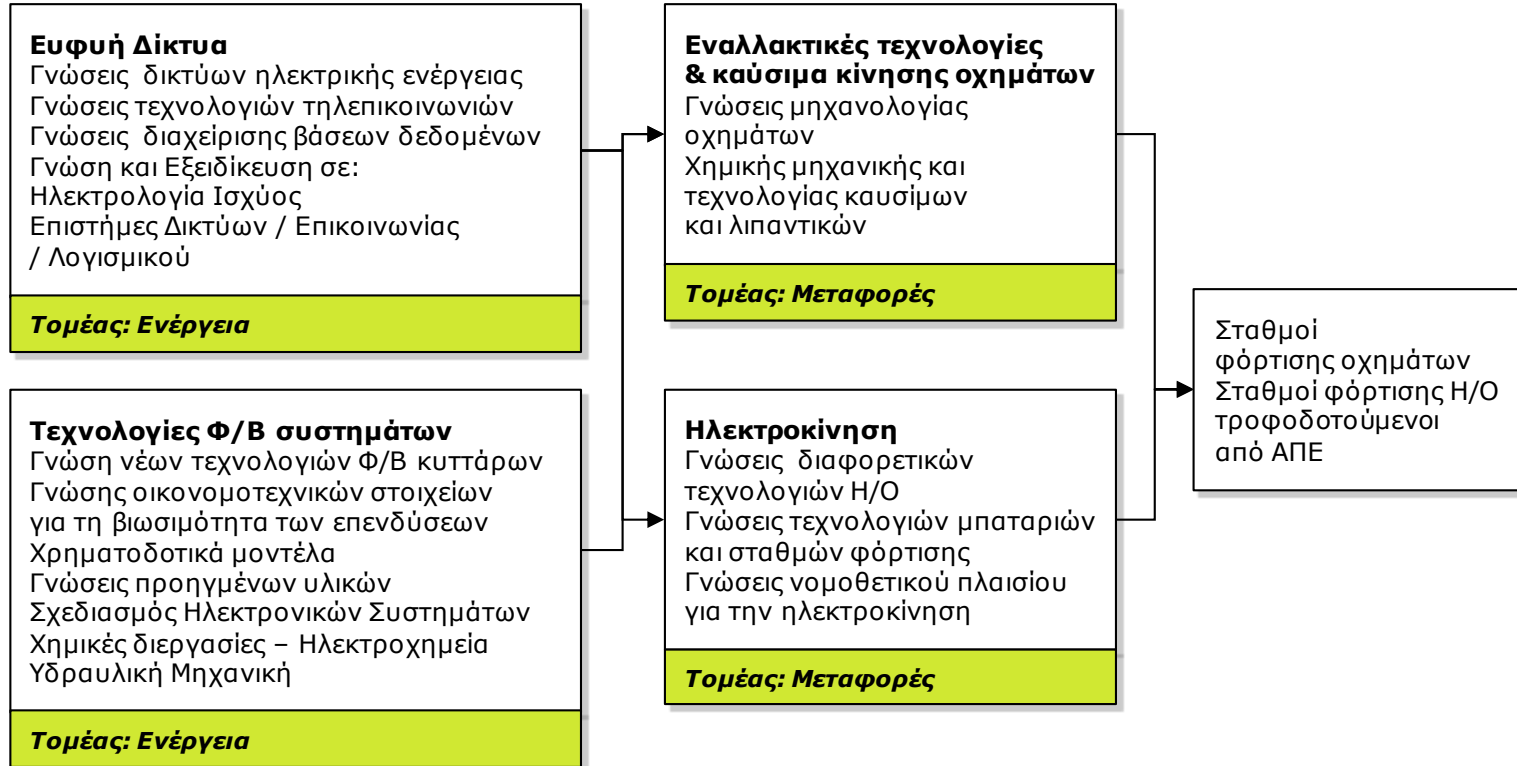 Ευφυή Δίκτυα
Γνώσεις δικτύων ηλεκτρικής ενέργειας
Γνώσεις τεχνολογιών τηλεπικοινωνιών
Γνώσεις διαχείρισης βάσεων δεδομένων
Γνώση και Εξειδίκευση σε:
Ηλεκτρολογία Ισχύος
Επιστήμες Δικτύων / Επικοινωνίας
/ Λογισμικού
Τομέας: Ενέργεια
Τεχνολογίες Φ/Β συστημάτων
Γνώση νέων τεχνολογιών Φ/Β κυττάρων
Γνώσης οικονομοτεχνικών στοιχείων
για τη βιωσιμότητα των επενδύσεων
Χρηματοδοτικά μοντέλα
Γνώσεις προηγμένων υλικών
Σχεδιασμός Ηλεκτρονικών Συστημάτων
Χημικές διεργασίες – Ηλεκτροχημεία
Υδραυλική Μηχανική
Τομέας: Ενέργεια
Εναλλακτικές τεχνολογίες
& καύσιμα κίνησης οχημάτων
Γνώσεις μηχανολογίας
οχημάτων
Χημικής μηχανικής και
τεχνολογίας καυσίμων
και λιπαντικών
Τομέας: Μεταφορές
Ηλεκτροκίνηση
Γνώσεις διαφορετικών
τεχνολογιών Η/Ο
Γνώσεις τεχνολογιών μπαταριών
και σταθμών φόρτισης
Γνώσεις νομοθετικού πλαισίου
για την ηλεκτροκίνηση
Τομέας: Μεταφορές
Σταθμοί
φόρτισης οχημάτων
Σταθμοί φόρτισης Η/Ο
τροφοδοτούμενοι
από ΑΠΕ